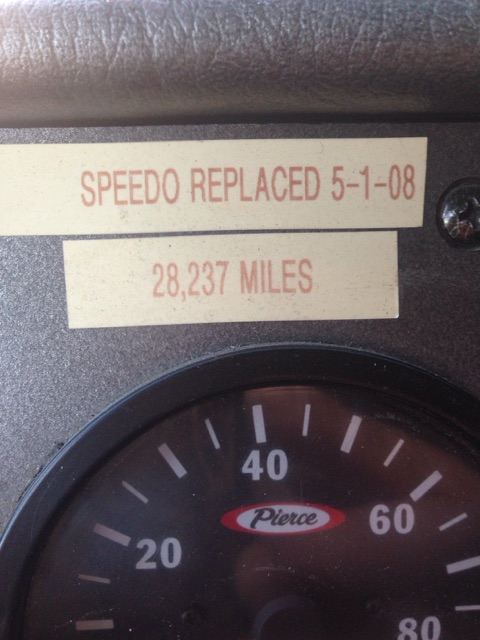 SPEEDO REPLACED 5-1-08
28,237 MILES
40
Pierce
60
20
80